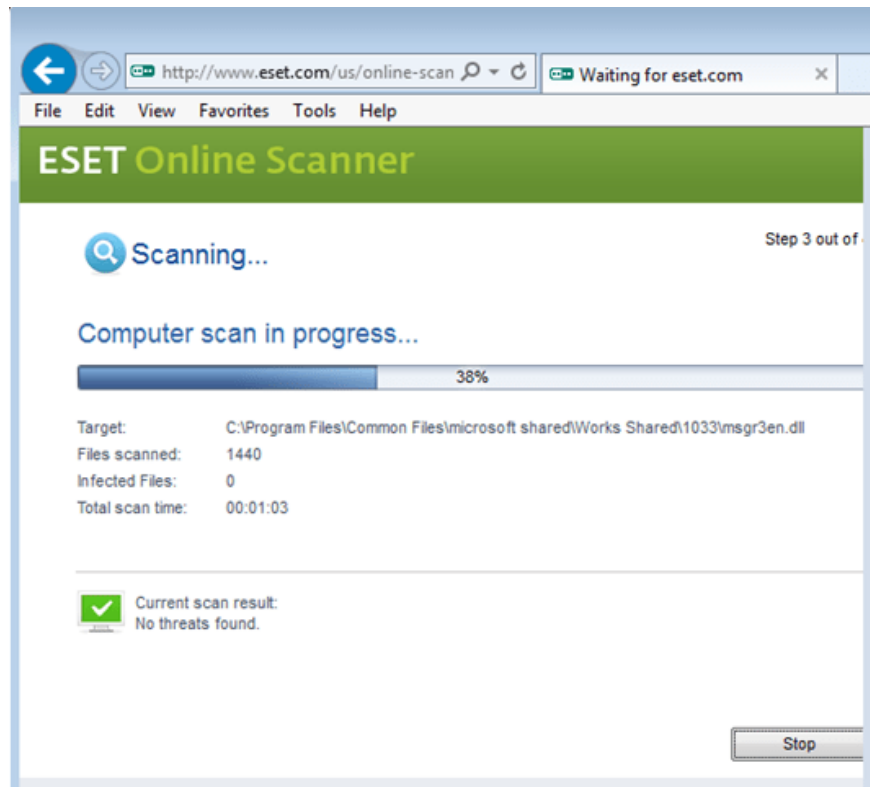 http://www.eset.com/us/online-scan
Waiting for eset.com
File Edit View Favorites Tools Help
ESET Online Scanner
Scanning...
Step 3 out of
Computer scan in progress...
38%
Target: C:\Program Files\Common Files\microsoft shared\Works Shared\1033\msgr3en.dll
Files scanned: 1440
Infected Files: 0
Total scan time: 00:01:03
Current scan result:
No threats found.
Stop